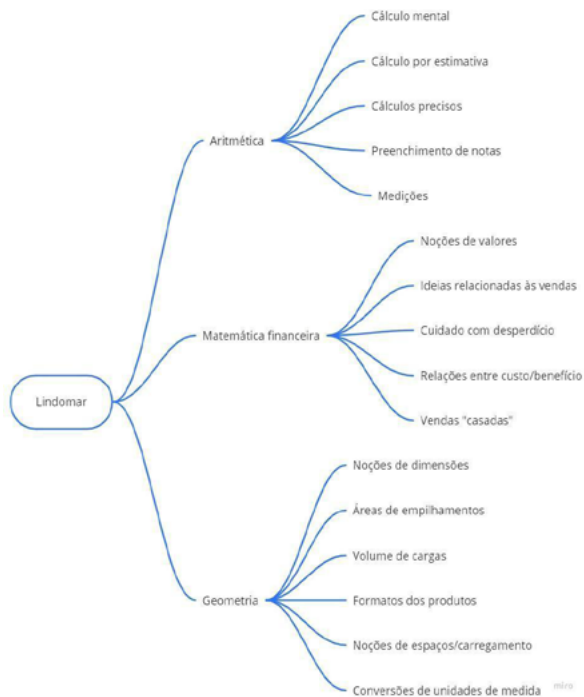 Lindomar
Aritmética
Cálculo mental
Cálculo por estimativa
Cálculos precisos
Preenchimento de notas
Medições
Matemática financeira
Noções de valores
Ideias relacionadas às vendas
Cuidado com desperdício
Relações entre custo/benefício
Vendas "casadas"
Geometria
Noções de dimensões
Áreas de empilhamentos
Volume de cargas
Formatos dos produtos
Noções de espaços/carregamento
Conversões de unidades de medida
miro